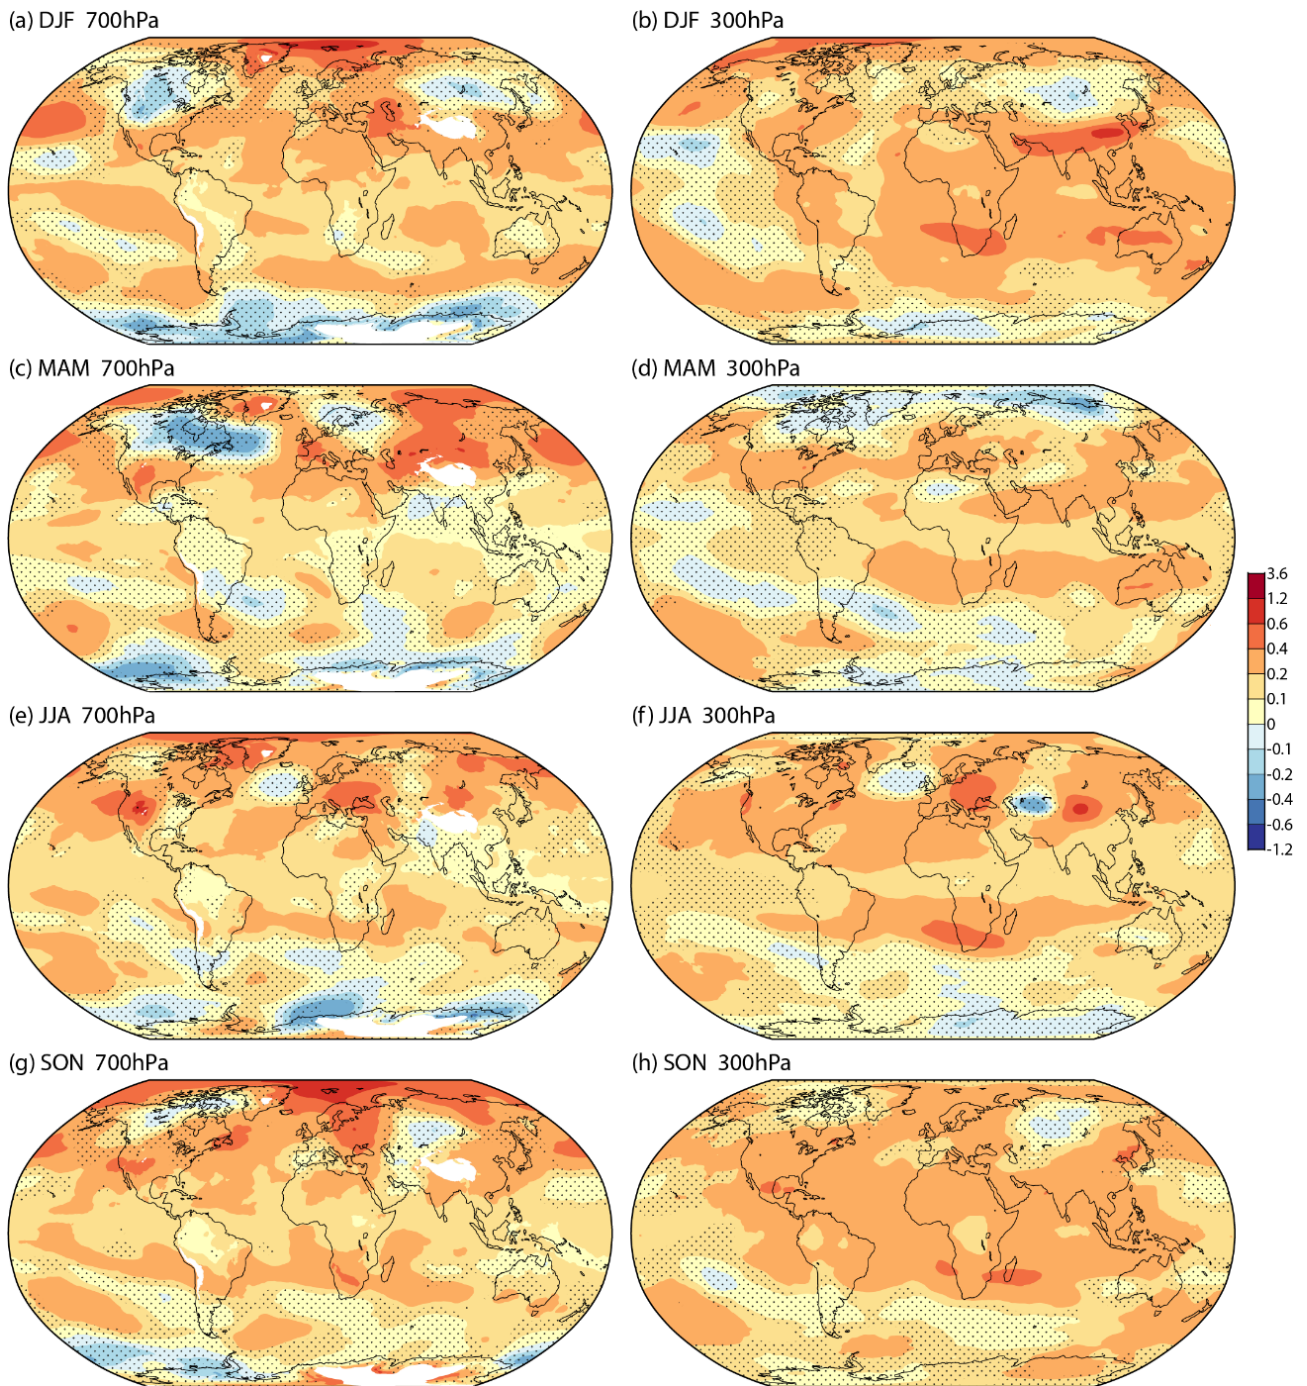 (a) DJF 700hPa
(b) DJF 300hPa
(c) MAM 700hPa
(d) MAM 300hPa
3.6
1.2
0.6
0.4
0.2
0.1
0
-0.1
-0.2
-0.4
-0.6
-1.2
(e) JJA 700hPa
(f) JJA 300hPa
(g) SON 700hPa
(h) SON 300hPa